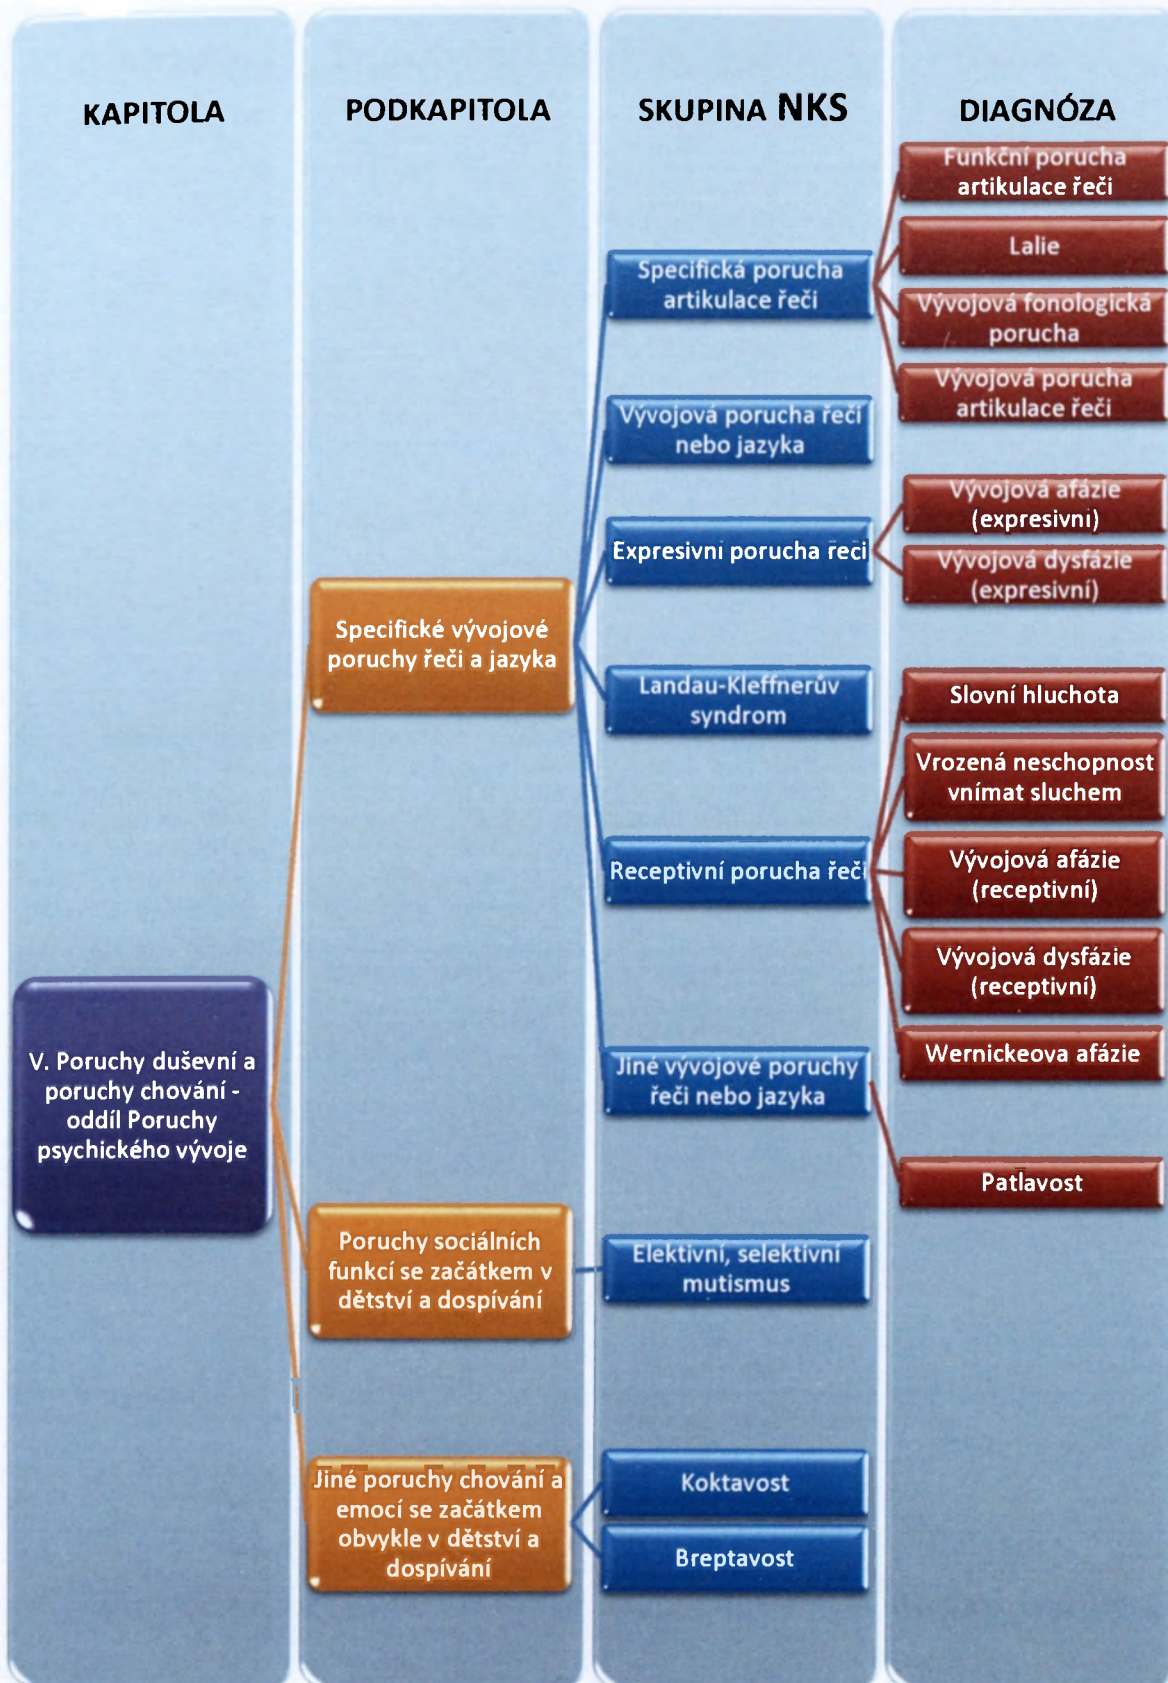 KAPITOLA
PODKAPITOLA
SKUPINA NKS
DIAGNÓZA
V. Poruchy duševní a
poruchy chování -
oddíl Poruchy
psychického vývoje
Specifické vývojové
poruchy řeči a jazyka
Poruchy sociálních
funkcí se začátkem v
dětství a dospívání
Jiné poruchy chování a
emocí se začátkem
obvykle v dětství a
dospívání
Specifická porucha
artikulace řeči
Vývojová porucha řeči
nebo jazyka
Expresivní porucha řeči
Landau-Kleffnerův
syndrom
Receptivní porucha řeči
Jiné vývojové poruchy
řeči nebo jazyka
Elektivní, selektivní
mutismus
Koktavost
Breptavost
Funkční porucha
artikulace řeči
Lalie
Vývojová fonologická
porucha
Vývojová porucha
artikulace řeči
Vývojová afázie
(expresivní)
Vývojová dysfázie
(expresivní)
Slovní hluchota
Vrozená neschopnost
vnímat sluchem
Vývojová afázie
(receptivní)
Vývojová dysfázie
(receptivní)
Wernickeova afázie
Patlavost